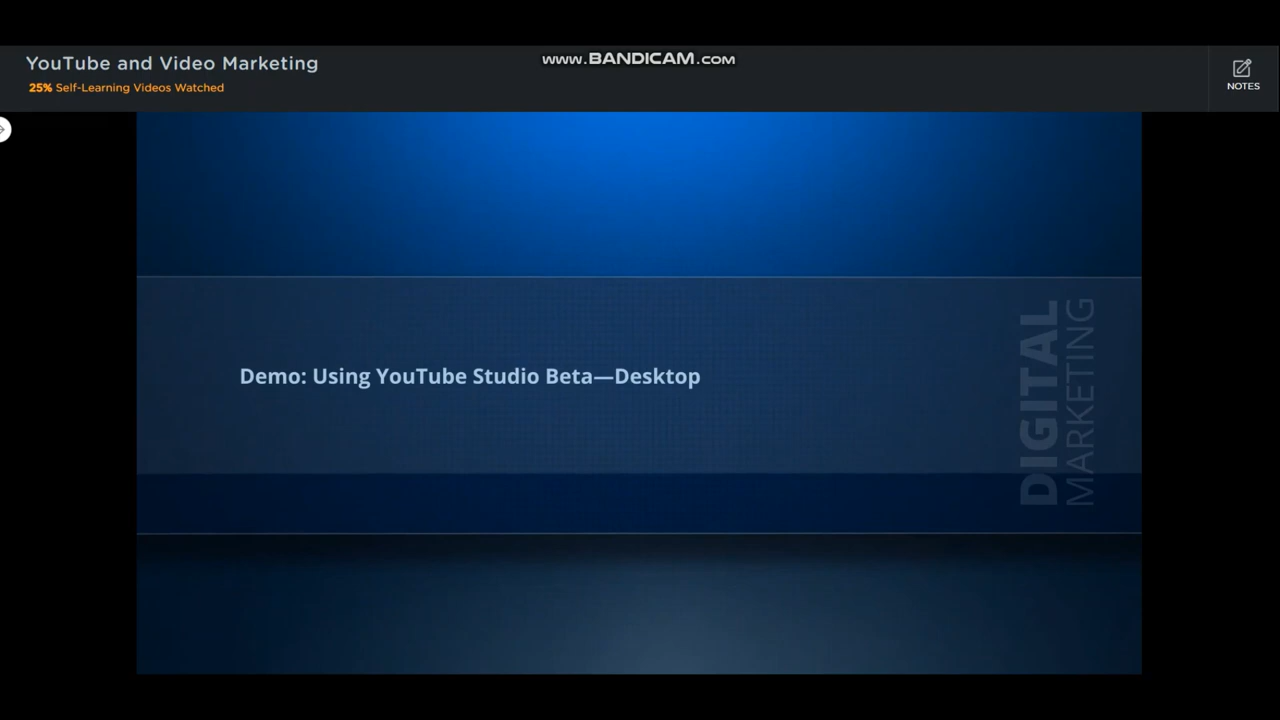 www.BANDICAM.com
YouTube and Video Marketing
25% Self-Learning Videos Watched
NOTES
Demo: Using YouTube Studio Beta—Desktop
DIGITAL
MARKETING